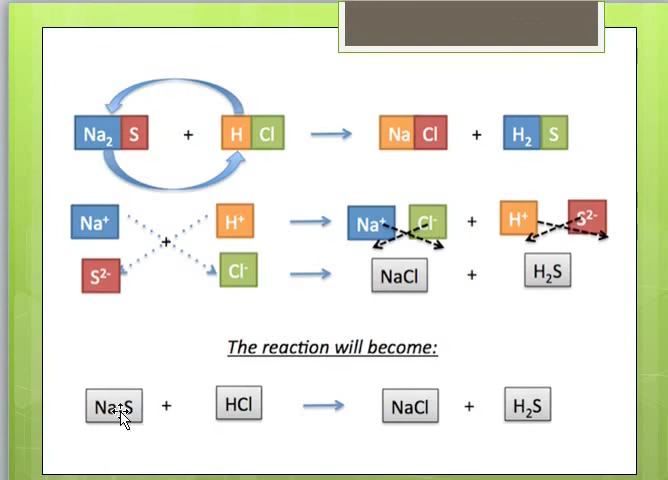 Na₂ S + H Cl → Na Cl + H₂ S
Na⁺ H⁺ → Na⁺ Cl⁻ + H⁺ S²⁻
+
S²⁻ Cl⁻ → NaCl + H₂S
The reaction will become:
+ HCl → NaCl + H₂S